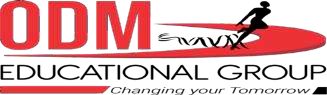 ODM
EDUCATIONAL GROUP
Changing your Tomorrow